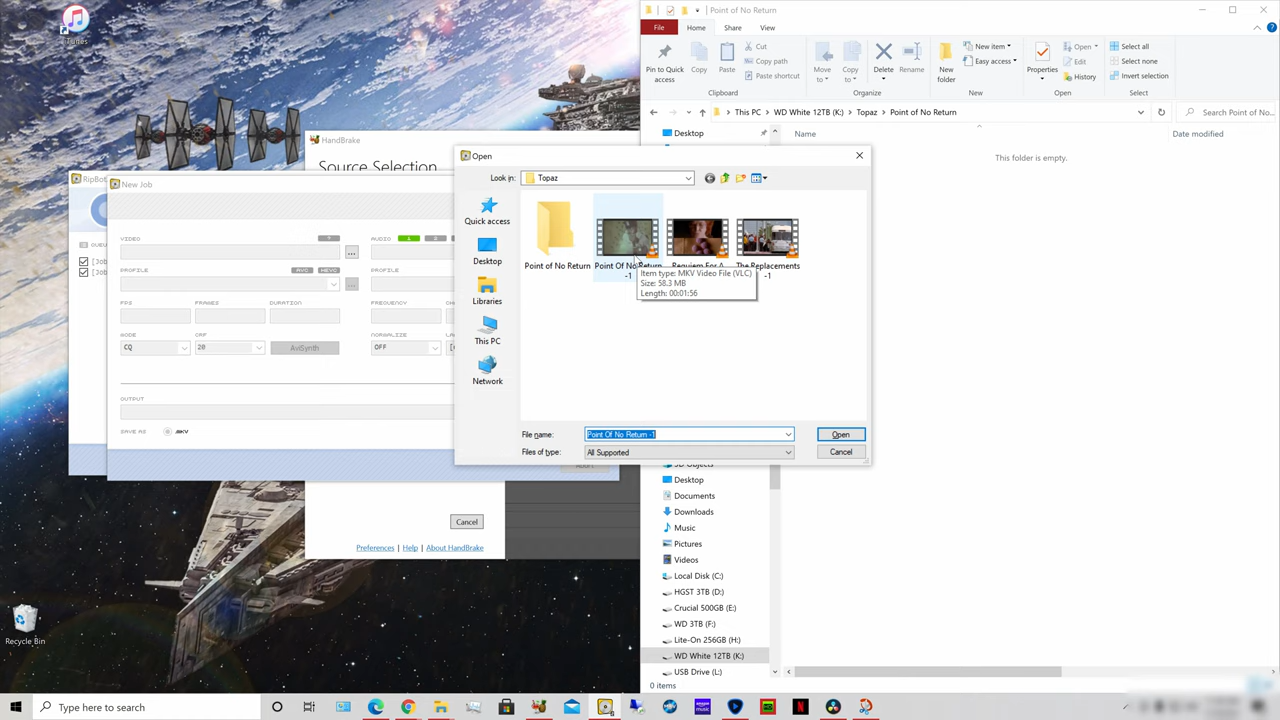 iTunes
Point of No Return
File
Home
Share
View
Pin to Quick access
Copy
Paste
Cut
Copy path
Paste shortcut
Clipboard
Move to
Copy to
Delete
Rename
Organize
New folder
New item
Easy access
New
Properties
Open
Edit
History
Open
Select all
Select none
Invert selection
Select
This PC
WD White 12TB (K:)
Topaz
Point of No Return
Search Point of No...
Desktop
Name
Date modified
This folder is empty.
HandBrake
Source Selection
RipBot
New Job
VIDEO
AUDIO
PROFILE
AVC
HEVC
PROFILE
FPS
FRAMES
DURATION
FREQUENCY
MODE
CRF
NORMALIZE
CQ
20
AviSynth
OFF
OUTPUT
SAVE AS
MKV
Open
Look in:
Topaz
Quick access
Desktop
Libraries
This PC
Network
Point of No Return
Point Of No Return -1
Requiem For A
The Replacements -1
Item type: MKV Video File (VLC)
Size: 58.3 MB
Length: 00:01:56
File name:
Point Of No Return -1
Open
Files of type:
All Supported
Cancel
Cancel
Preferences | Help | About HandBrake
3D Objects
Desktop
Documents
Downloads
Music
Pictures
Videos
Local Disk (C:)
HGST 3TB (D:)
Crucial 500GB (E:)
WD 3TB (F:)
Lite-On 256GB (H:)
WD White 12TB (K:)
USB Drive (L:)
0 items
Recycle Bin
Type here to search